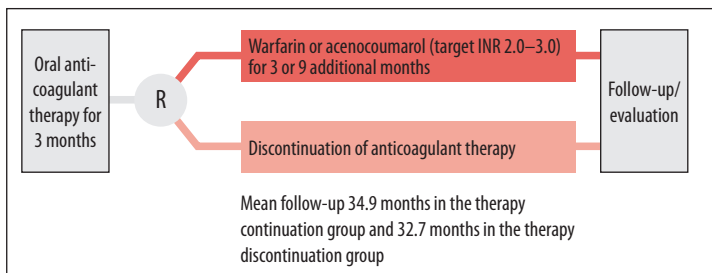 Oral anti-
coagulant
therapy for
3 months
R
Warfarin or acenocoumarol (target INR 2.0–3.0)
for 3 or 9 additional months
Discontinuation of anticoagulant therapy
Follow-up/
evaluation
Mean follow-up 34.9 months in the therapy
continuation group and 32.7 months in the therapy
discontinuation group